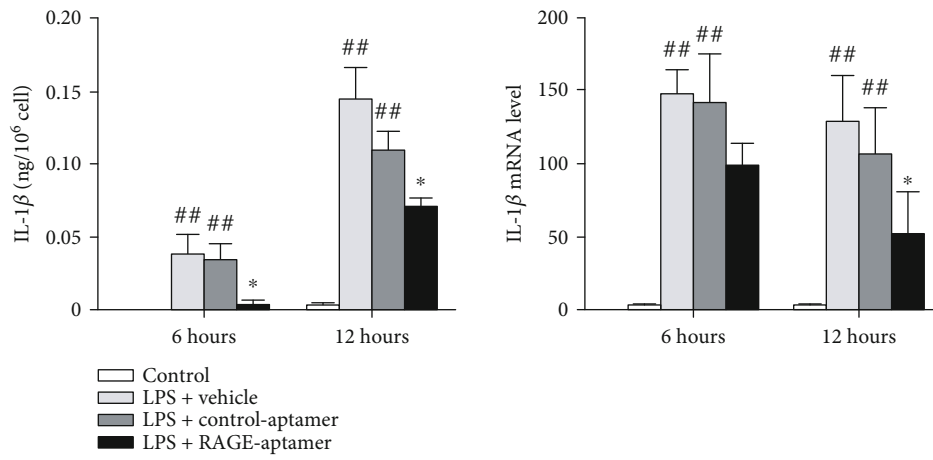 0.20
0.15
0.10
0.05
0
IL-1β (ng/10⁶ cell)
##
##
*
##
##
*
6 hours
12 hours
200
150
100
50
0
IL-1β mRNA level
##
##
##
##
*
6 hours
12 hours
Control
LPS + vehicle
LPS + control-aptamer
LPS + RAGE-aptamer